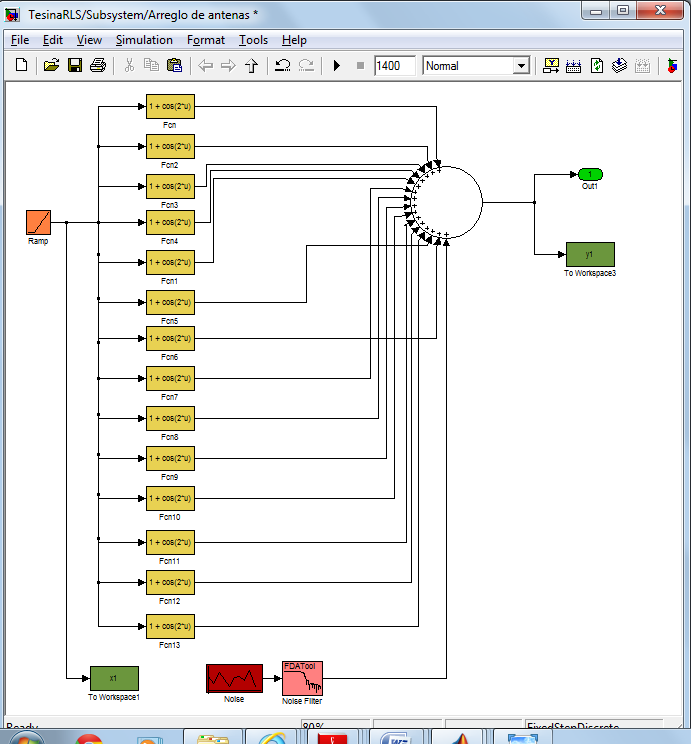 TesinaRLS/Subsystem/Arreglo de antenas *
File Edit View Simulation Format Tools Help
1400 Normal
1 + cos(2*u)
Fcn
1 + cos(2*u)
Fcn2
1 + cos(2*u)
Fcn3
1 + cos(2*u)
Fcn4
1 + cos(2*u)
Fcn1
1 + cos(2*u)
Fcn5
1 + cos(2*u)
Fcn6
1 + cos(2*u)
Fcn7
1 + cos(2*u)
Fcn8
1 + cos(2*u)
Fcn9
1 + cos(2*u)
Fcn10
1 + cos(2*u)
Fcn11
1 + cos(2*u)
Fcn12
1 + cos(2*u)
Fcn13
Ramp
1
Out1
y1
To Workspace3
x1
To Workspace1
Noise
FDATool
Noise Filter
Ready 80% FixedStepDiscrete